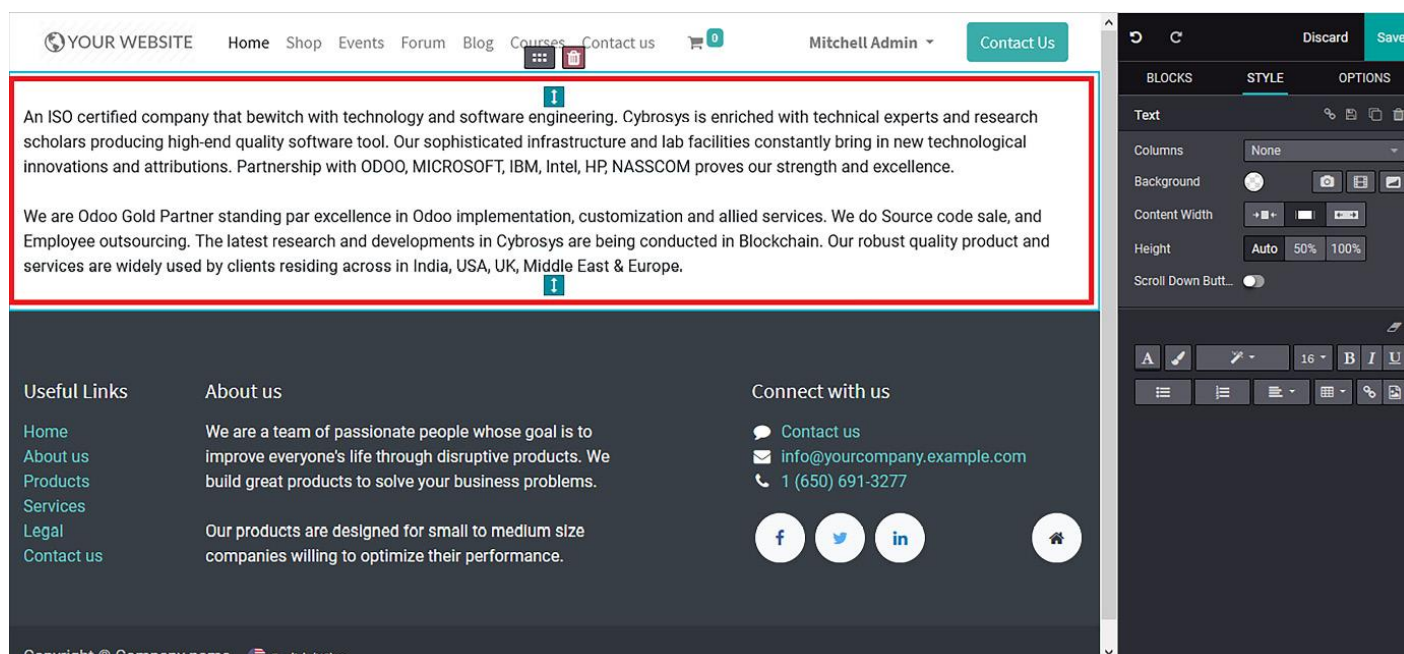 YOUR WEBSITE Home Shop Events Forum Blog Courses Contact us 0 Mitchell Admin Contact Us
Discard Save
BLOCKS STYLE OPTIONS
An ISO certified company that bewitch with technology and software engineering. Cybrosys is enriched with technical experts and research
scholars producing high-end quality software tool. Our sophisticated infrastructure and lab facilities constantly bring in new technological
innovations and attributions. Partnership with ODOO, MICROSOFT, IBM, Intel, HP, NASSCOM proves our strength and excellence.
We are Odoo Gold Partner standing par excellence in Odoo implementation, customization and allied services. We do Source code sale, and
Employee outsourcing. The latest research and developments in Cybrosys are being conducted in Blockchain. Our robust quality product and
services are widely used by clients residing across in India, USA, UK, Middle East & Europe.
Text
Columns None
Background
Content Width
Height Auto 50% 100%
Scroll Down Butt...
A 16 B I U
Useful Links
Home
About us
Products
Services
Legal
Contact us
About us
We are a team of passionate people whose goal is to
improve everyone's life through disruptive products. We
build great products to solve your business problems.
Our products are designed for small to medium size
companies willing to optimize their performance.
Connect with us
Contact us
info@yourcompany.example.com
1 (650) 691-3277
f in
Copyright © Company name